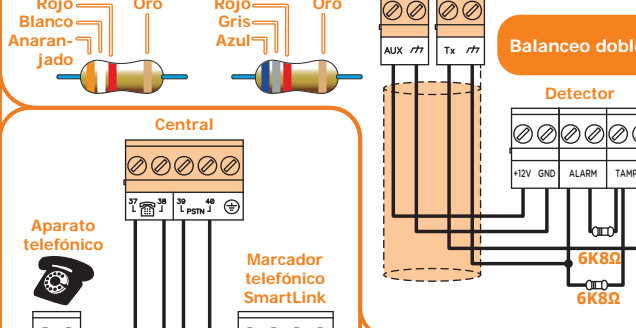 Rojo
Blanco
Anaran-
jado
Oro
Rojo
Gris
Azul
Oro
AUX
Tx
Balanceo doble
Detector
+12V GND ALARM TAMP
6K8Ω
6K8Ω
Central
37 38 39 PSTN 40
Aparato
telefónico
Marcador
telefónico
SmartLink